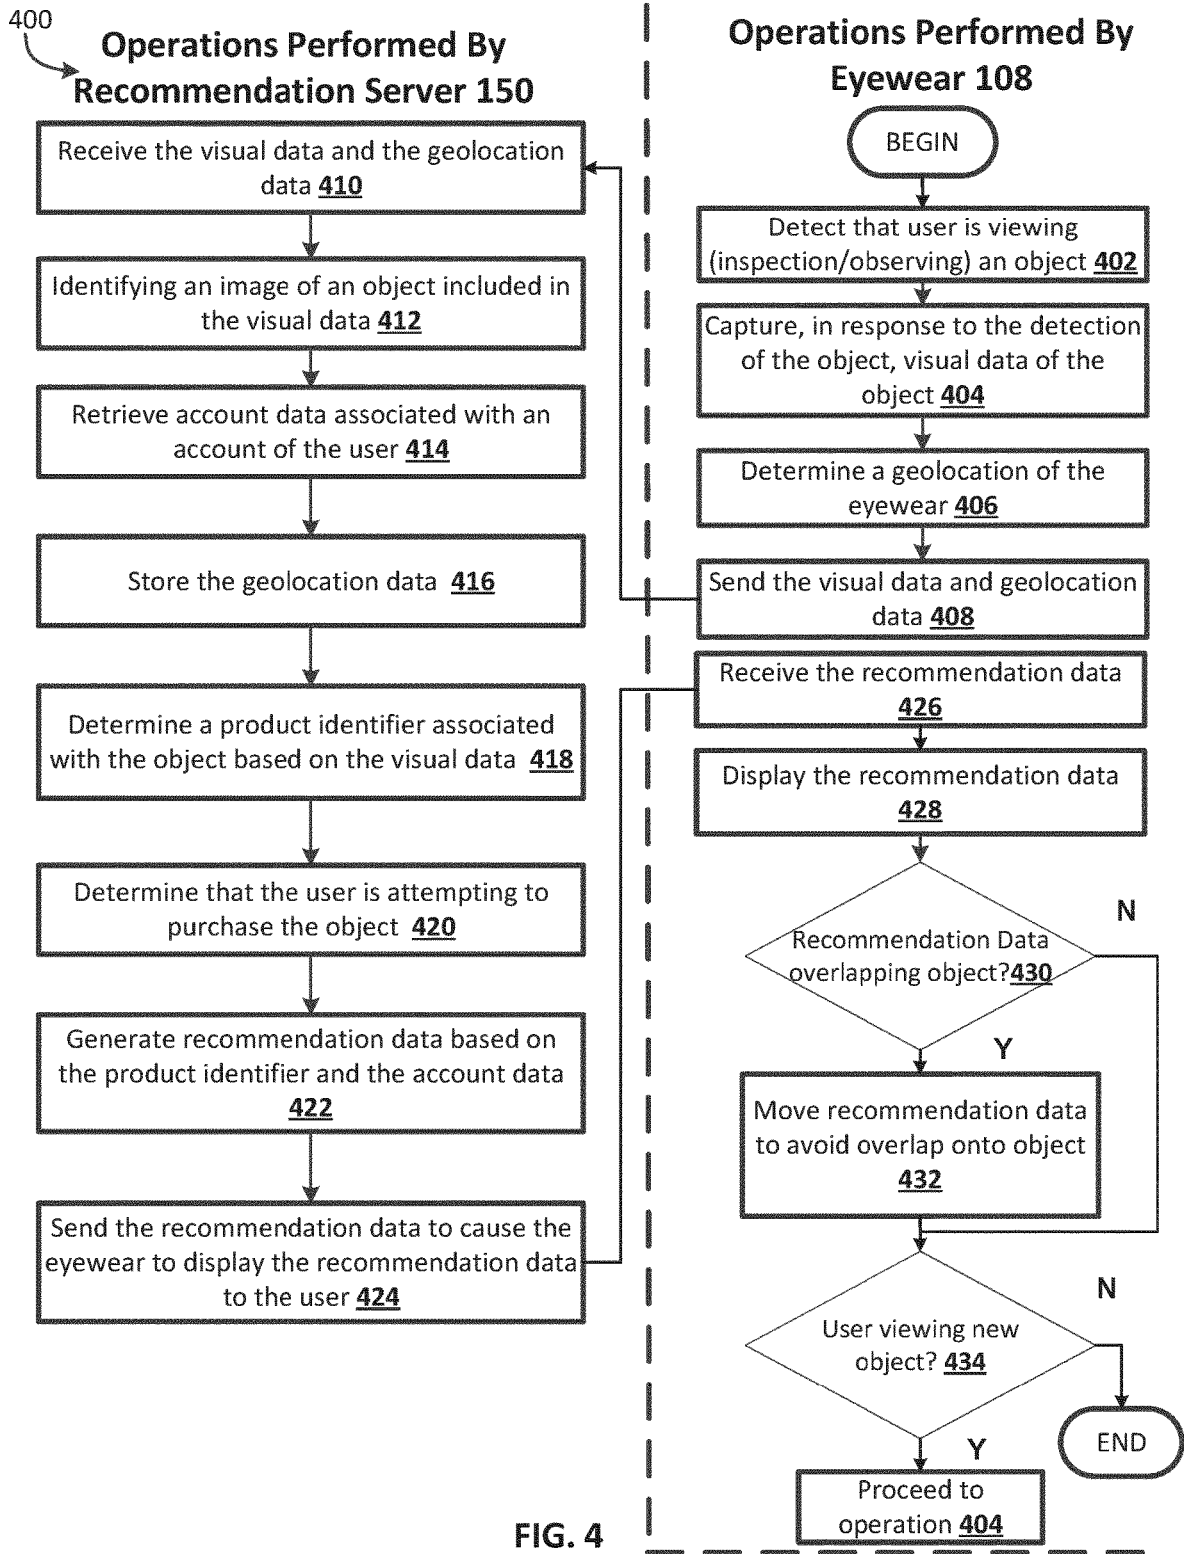 400
Operations Performed By
Recommendation Server 150
Receive the visual data and the geolocation
data 410
Identifying an image of an object included in
the visual data 412
Retrieve account data associated with an
account of the user 414
Store the geolocation data 416
Determine a product identifier associated
with the object based on the visual data 418
Determine that the user is attempting to
purchase the object 420
Generate recommendation data based on
the product identifier and the account data
422
Send the recommendation data to cause the
eyewear to display the recommendation data
to the user 424
Operations Performed By
Eyewear 108
BEGIN
Detect that user is viewing
(inspection/observing) an object 402
Capture, in response to the detection
of the object, visual data of the
object 404
Determine a geolocation of the
eyewear 406
Send the visual data and geolocation
data 408
Receive the recommendation data
426
Display the recommendation data
428
Recommendation Data
overlapping object?430
N
Y
Move recommendation data
to avoid overlap onto object
432
User viewing new
object? 434
N
END
Y
Proceed to
operation 404
FIG. 4